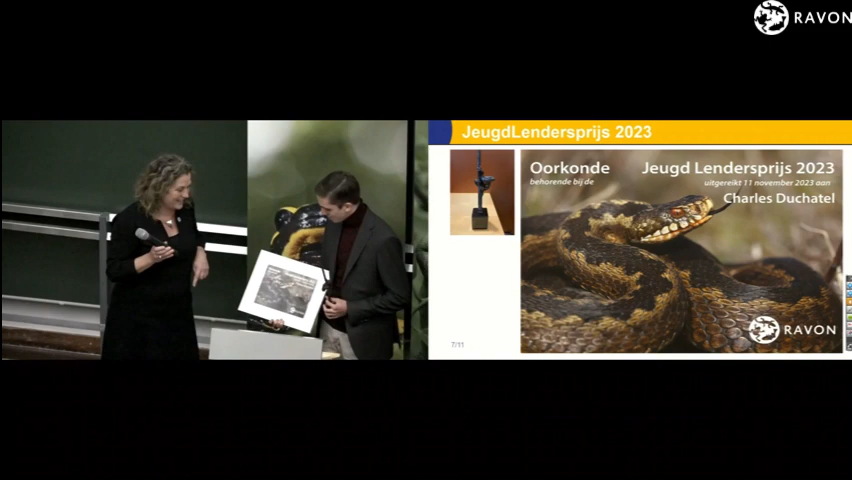 RAVON
JeugdLendersprijs 2023
Oorkonde
behorende bij de
Jeugd Lendersprijs 2023
uitgereikt 11 november 2023 aan
Charles Duchatel
RAVON
7/11